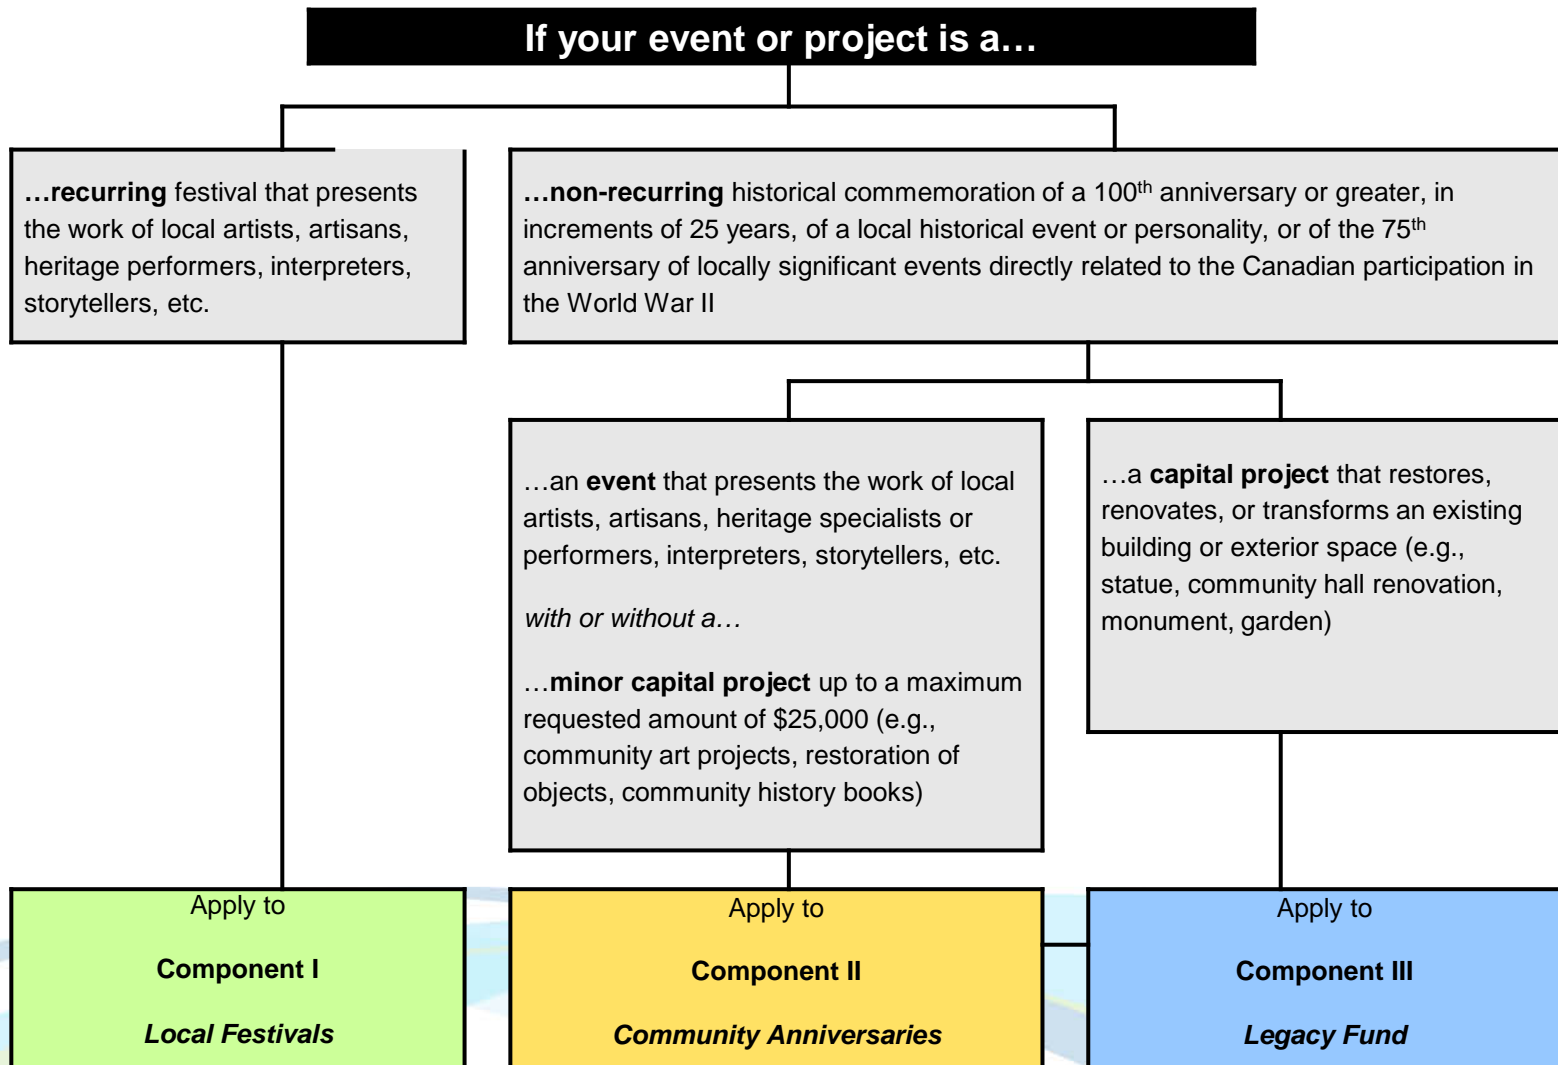 If your event or project is a…
…recurring festival that presents
the work of local artists, artisans,
heritage performers, interpreters,
storytellers, etc.
…non-recurring historical commemoration of a 100th anniversary or greater, in
increments of 25 years, of a local historical event or personality, or of the 75th
anniversary of locally significant events directly related to the Canadian participation in
the World War II
…an event that presents the work of local
artists, artisans, heritage specialists or
performers, interpreters, storytellers, etc.
with or without a…
…minor capital project up to a maximum
requested amount of $25,000 (e.g.,
community art projects, restoration of
objects, community history books)
…a capital project that restores,
renovates, or transforms an existing
building or exterior space (e.g.,
statue, community hall renovation,
monument, garden)
Apply to
Component I
Local Festivals
Apply to
Component II
Community Anniversaries
Apply to
Component III
Legacy Fund